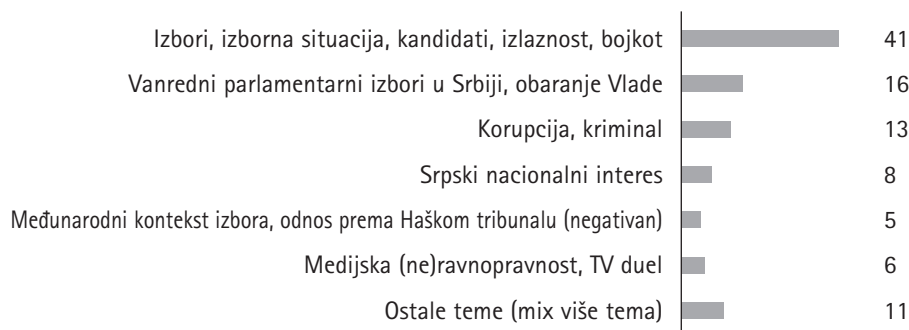 Izbori, izborna situacija, kandidati, izlaznost, bojkot 41
Vanredni parlamentarni izbori u Srbiji, obaranje Vlade 16
Korupcija, kriminal 13
Srpski nacionalni interes 8
Međunarodni kontekst izbora, odnos prema Haškom tribunalu (negativan) 5
Medijska (ne)ravnopravnost, TV duel 6
Ostale teme (mix više tema) 11